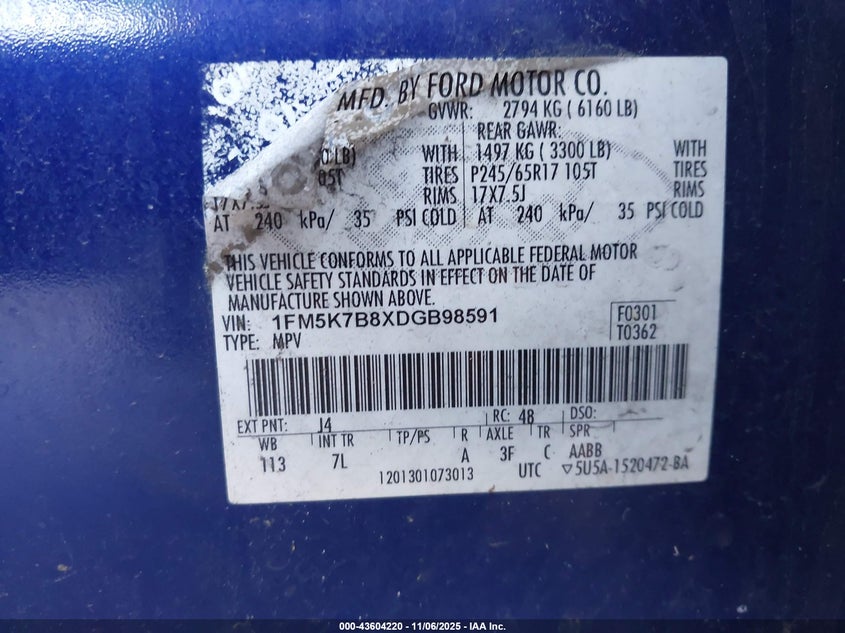 MFD. BY FORD MOTOR CO.
GVWR: 2794 KG ( 6160 LB)
REAR GAWR:
LB) WITH 1497 KG ( 3300 LB) WITH
05T TIRES P245/65R17 105T TIRES
17X7.5J RIMS 17X7.5J RIMS
AT 240 kPa/ 35 PSI COLD AT 240 kPa/ 35 PSI COLD
THIS VEHICLE CONFORMS TO ALL APPLICABLE FEDERAL MOTOR
VEHICLE SAFETY STANDARDS IN EFFECT ON THE DATE OF
MANUFACTURE SHOWN ABOVE.
VIN: 1FM5K7B8XDGB98591 F0301
TYPE: MPV T0362
EXT PNT: J4 RC: 48 DSO:
WB INT TR TP/PS R AXLE TR SPR
113 7L A 3F C AABB
1201301073013 UTC ▽5U5A-1520472-BA
000-43604220 - 11/06/2025 - IAA Inc.